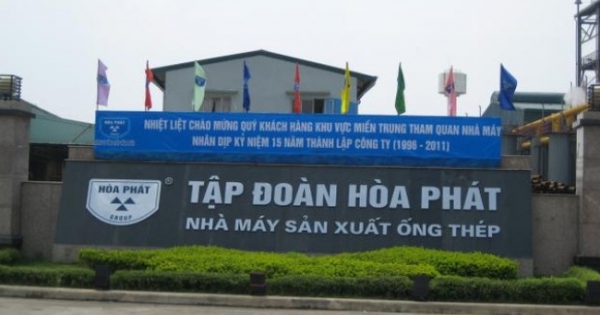 HÒA PHÁT
NHIỆT LIỆT CHÀO MỪNG QUÝ KHÁCH HÀNG KHU VỰC MIỀN TRUNG THAM QUAN NHÀ MÁY
NHÂN DỊP KỶ NIỆM 15 NĂM THÀNH LẬP CÔNG TY (1996 - 2011)
HÒA PHÁT
GROUP
®
TẬP ĐOÀN HÒA PHÁT
NHÀ MÁY SẢN XUẤT ỐNG THÉP